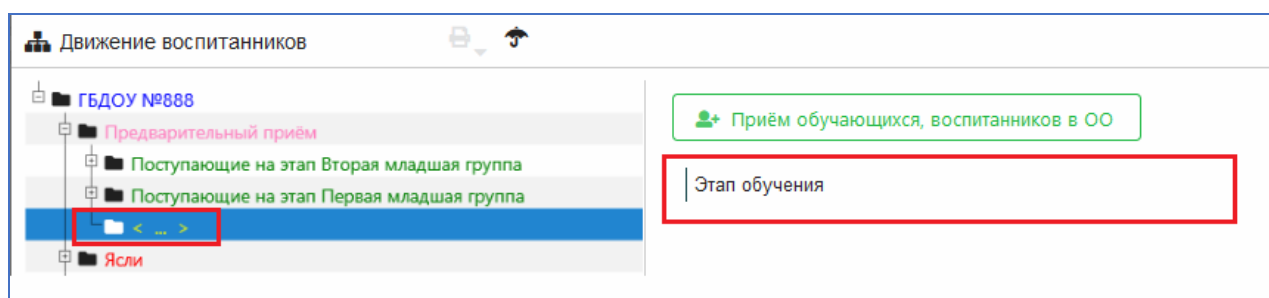 Движение воспитанников
ГБДОУ №888
Предварительный приём
Поступающие на этап Вторая младшая группа
Поступающие на этап Первая младшая группа
< ... >
Ясли
Приём обучающихся, воспитанников в ОО
Этап обучения